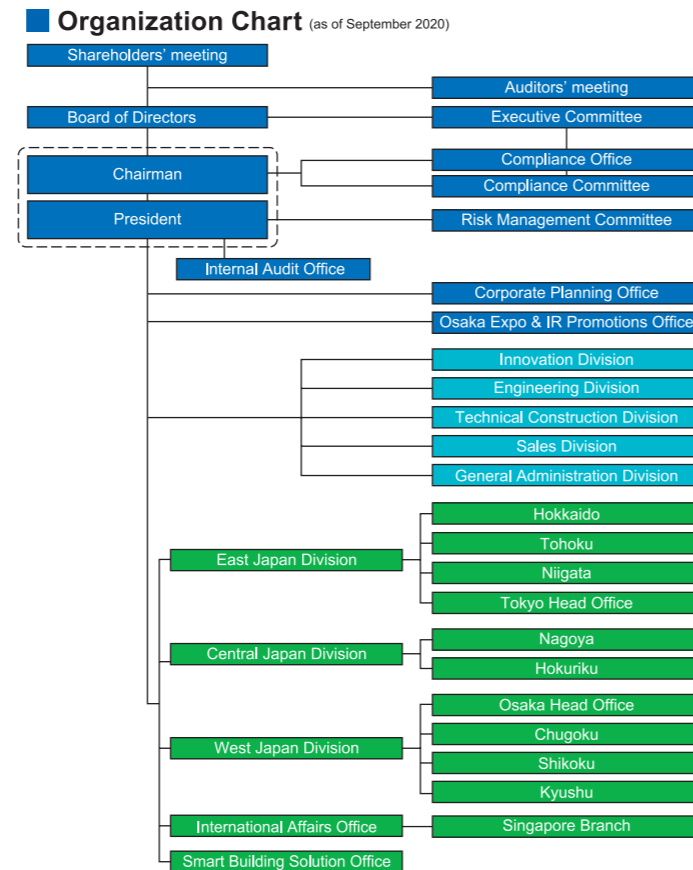 Organization Chart (as of September 2020)
Shareholders' meeting
Auditors' meeting
Board of Directors
Executive Committee
Chairman
Compliance Office
Compliance Committee
President
Risk Management Committee
Internal Audit Office
Corporate Planning Office
Osaka Expo & IR Promotions Office
Innovation Division
Engineering Division
Technical Construction Division
Sales Division
General Administration Division
East Japan Division
Hokkaido
Tohoku
Niigata
Tokyo Head Office
Central Japan Division
Nagoya
Hokuriku
West Japan Division
Osaka Head Office
Chugoku
Shikoku
Kyushu
International Affairs Office
Singapore Branch
Smart Building Solution Office